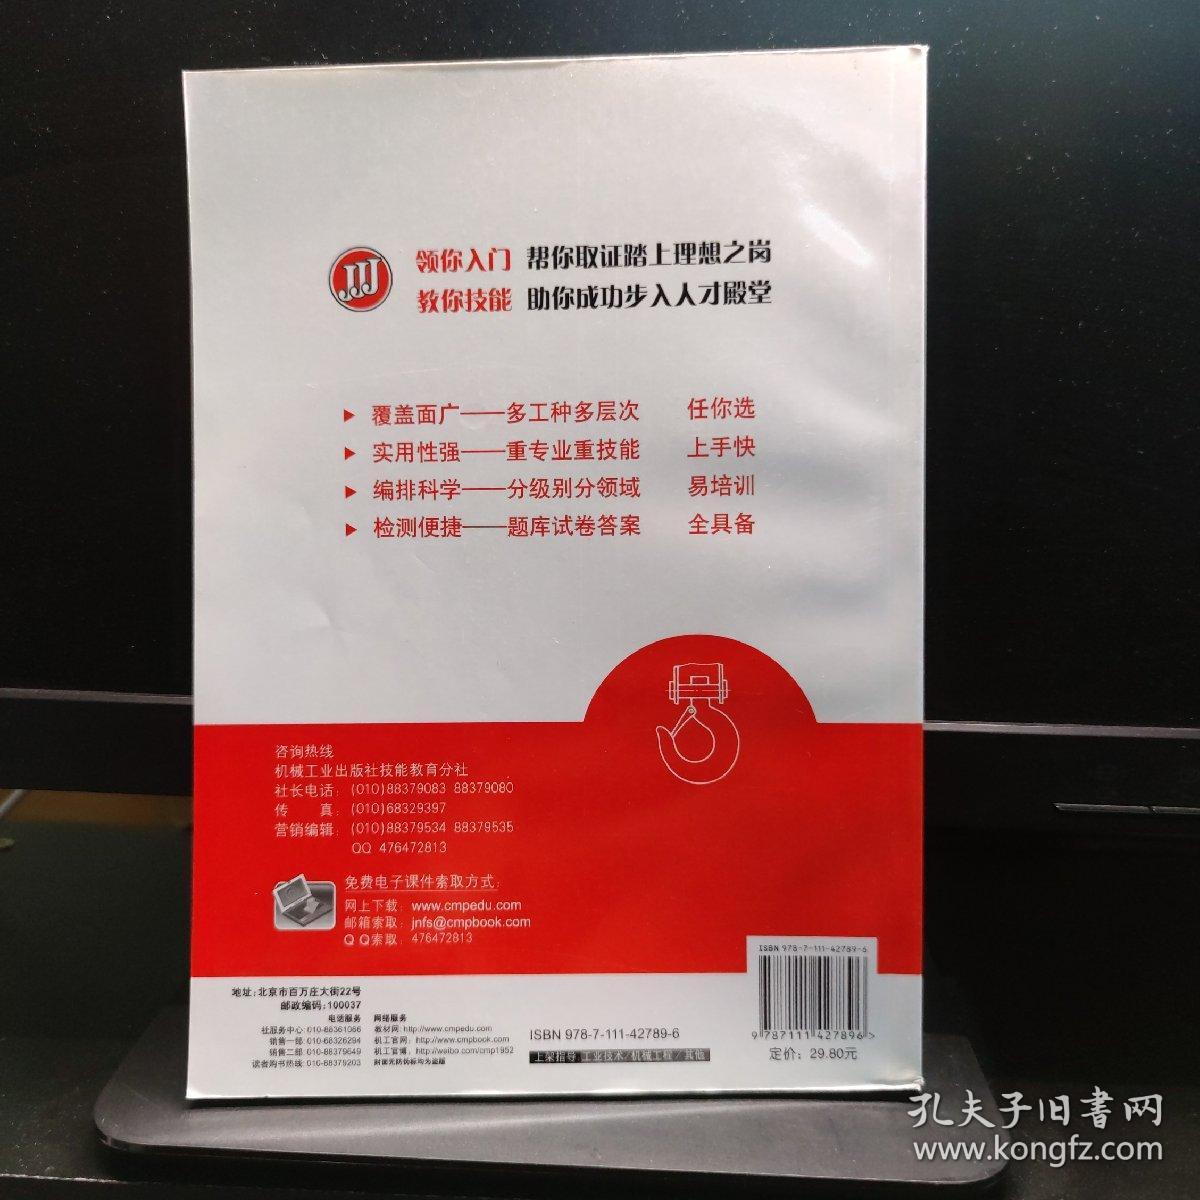 JJJ
领你入门 帮你取证踏上理想之岗
教你技能 助你成功步入人才殿堂
▶ 覆盖面广——多工种多层次 任你选
▶ 实用性强——重专业重技能 上手快
▶ 编排科学——分级别分领域 易培训
▶ 检测便捷——题库试卷答案 全具备
咨询热线
机械工业出版社技能教育分社
社长电话：(010)88379083 88379080
传 真：(010)68329397
营销编辑：(010)88379534 88379535
QQ 476472813
免费电子课件索取方式：
网上下载：www.cmpedu.com
邮箱索取：jnfs@cmpbook.com
QQ索取：476472813
地址：北京市百万庄大街22号
邮政编码：100037
电话服务 网络服务
社服务中心：010-88361066 教材网：http://www.cmpedu.com
销售一部：010-68326294 机工官网：http://www.cmpbook.com
销售二部：010-88379649 机工官博：http://weibo.com/cmp1952
读者购书热线：010-88379203 封面无防伪标均为盗版
ISBN 978-7-111-42789-6
上架指导 工业技术/机械工程/其他
ISBN 978-7-111-42789-6
9 787111 427896 >
定价：29.80元
孔夫子旧書网
www.kongfz.com